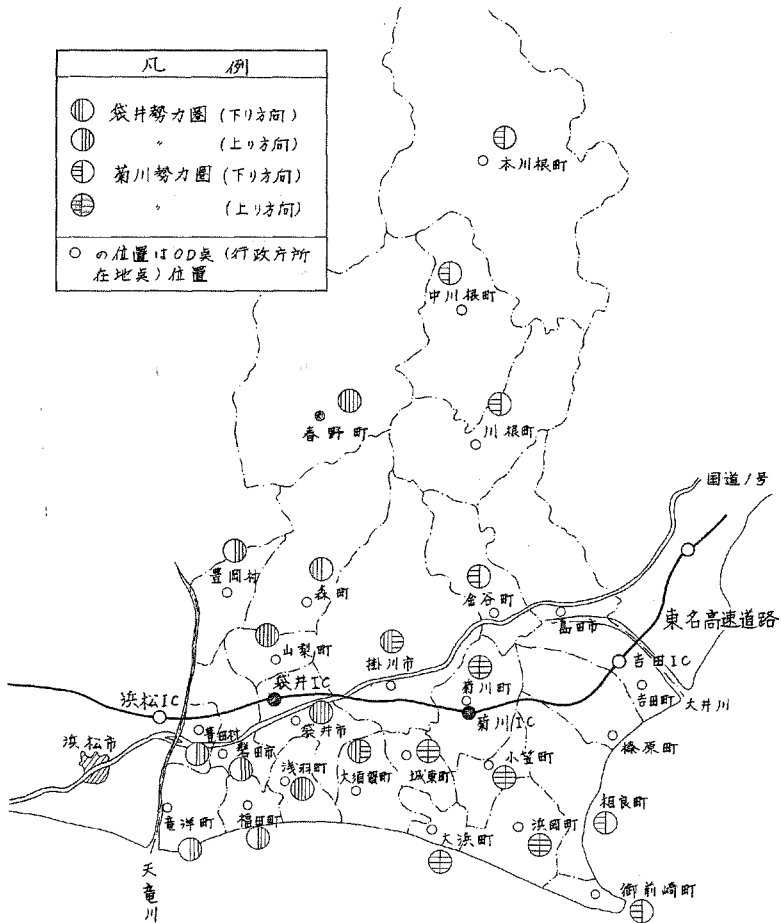 凡例
袋井勢力圏 (下り方向)
〃 (上り方向)
菊川勢力圏 (下り方向)
〃 (上り方向)
○の位置はOD点 (行政庁所
在地点) 位置
本川根町
中川根町
春野町
川根町
国道1号
豊岡村
森町
金谷町
島田市
東名高速道路
山梨町
掛川市
袋井IC
菊川町
吉田IC
吉田町
大井川
浜松IC
菊川IC
浜松市
豊田村
磐田市
袋井市
榛原町
浅羽町
大須賀町
城東町
小笠町
相良町
竜洋町
福田町
大浜町
浜岡町
天竜川
御前崎町